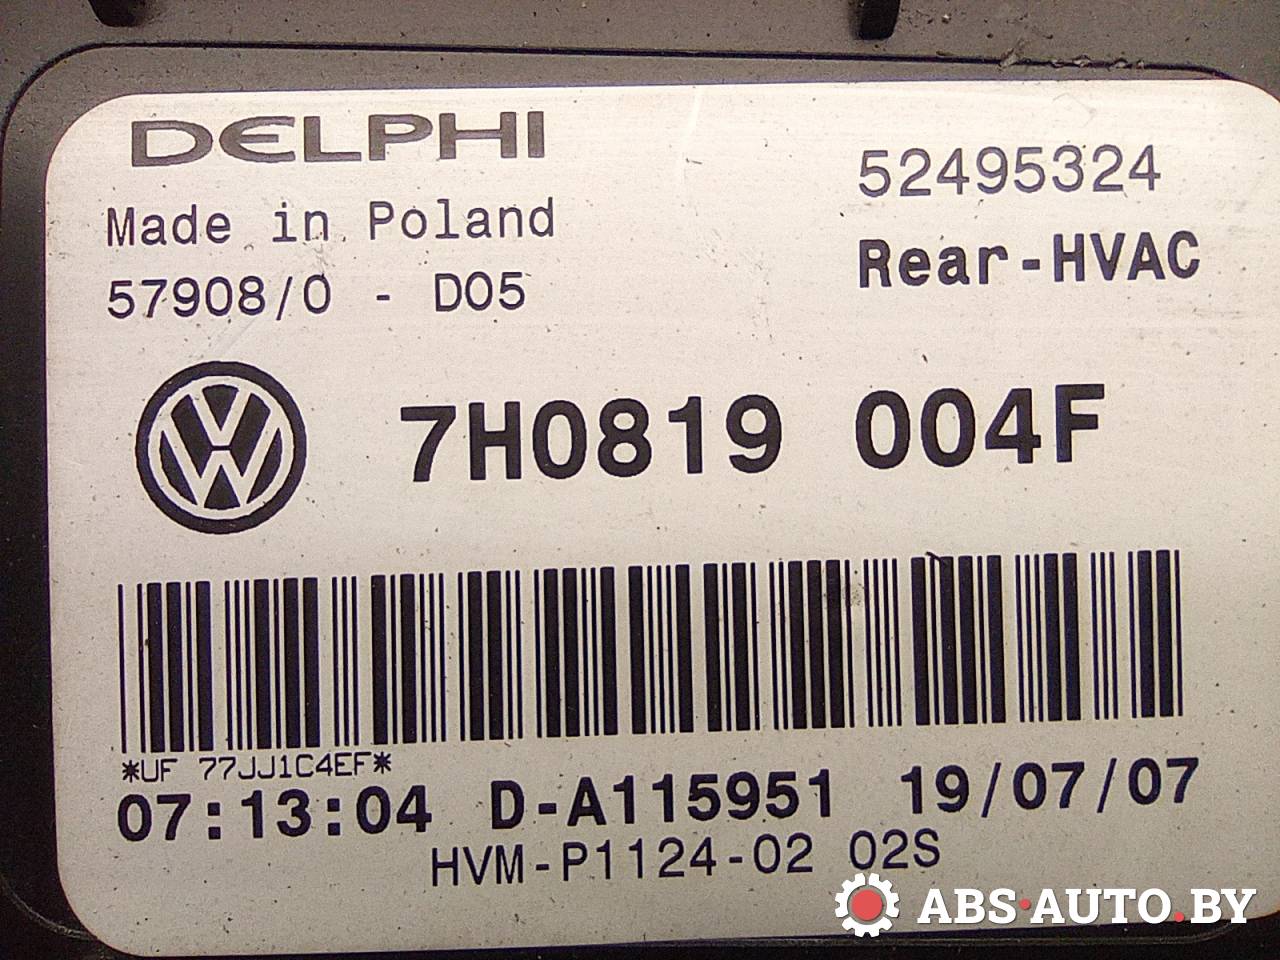 DELPHI
52495324
Made in Poland
Rear-HVAC
57908/0 - D05
7H0819 004F
*UF 77JJ1C4EF*
07:13:04 D-A115951 19/07/07
HVM-P1124-02 02S
ABS·AUTO.BY